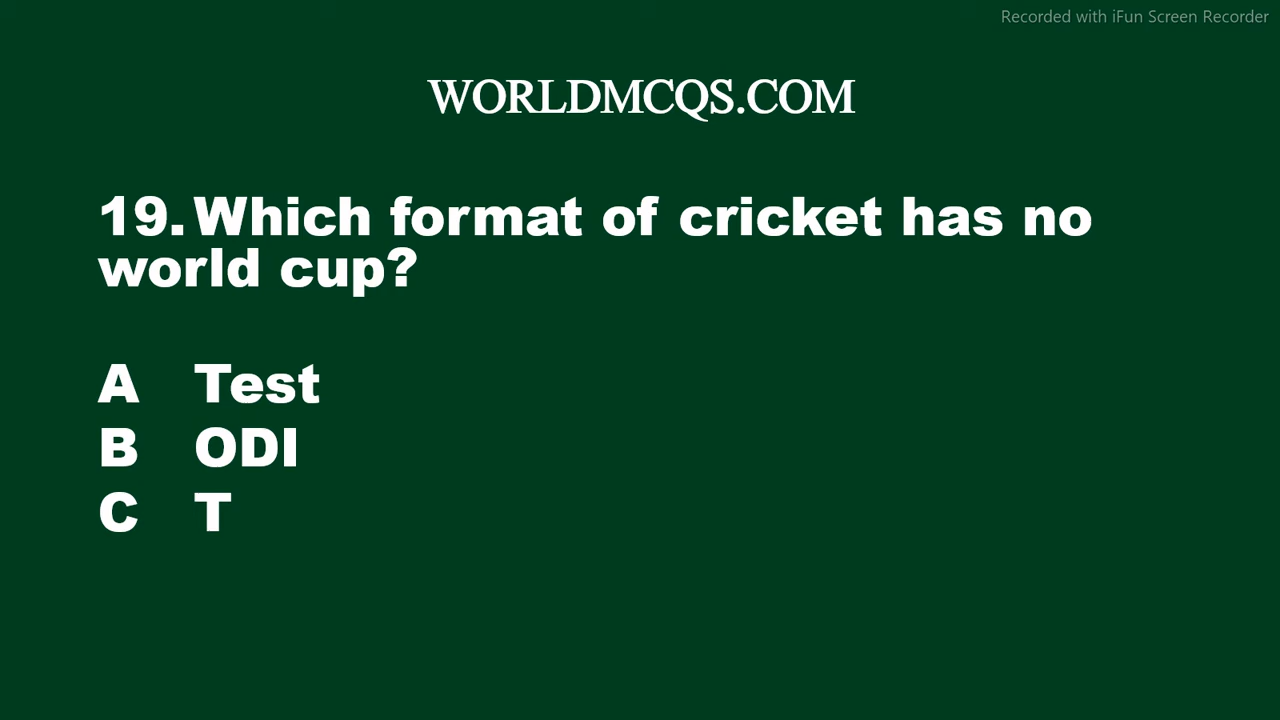 Recorded with iFun Screen Recorder
WORLDMCQS.COM
19. Which format of cricket has no
world cup?
A Test
B ODI
C T